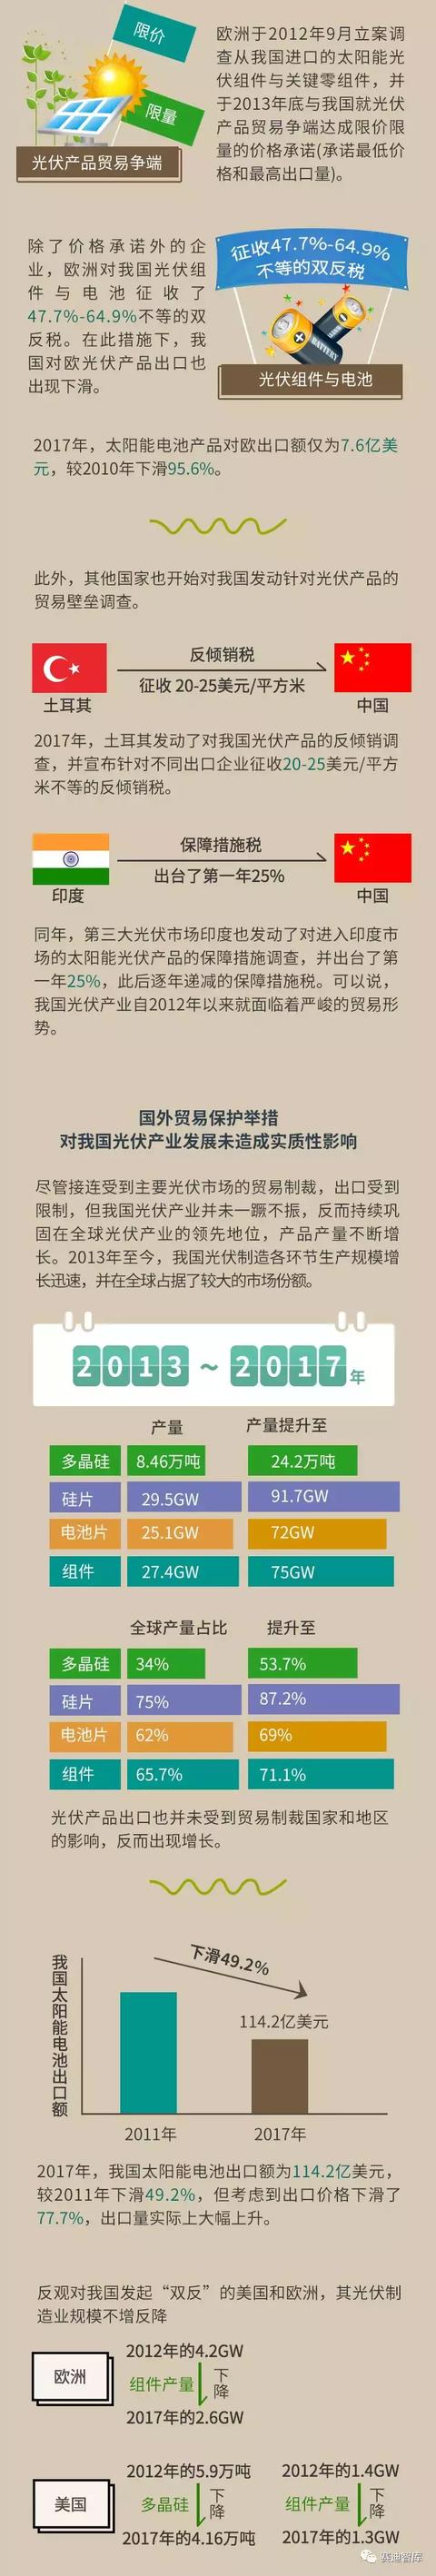 限价
限量
光伏产品贸易争端
欧洲于2012年9月立案调
查从我国进口的太阳能光
伏组件与关键零组件，并
于2013年底与我国就光伏
产品贸易争端达成限价限
量的价格承诺(承诺最低价
格和最高出口量)。
除了价格承诺外的企
业，欧洲对我国光伏组
件与电池征收了
47.7%-64.9%不等的双
反税。在此措施下，我
国对欧光伏产品出口也
出现下滑。
征收47.7%-64.9%
不等的双反税
BATTERY
光伏组件与电池
2017年，太阳能电池产品对欧出口额仅为7.6亿美
元，较2010年下滑95.6%。
此外，其他国家也开始对我国发动针对光伏产品的
贸易壁垒调查。
反倾销税
征收 20-25美元/平方米
土耳其
中国
2017年，土耳其发动了对我国光伏产品的反倾销调
查，并宣布针对不同出口企业征收20-25美元/平方
米不等的反倾销税。
保障措施税
出台了第一年25%
印度
中国
同年，第三大光伏市场印度也发动了对进入印度市
场的太阳能光伏产品的保障措施调查，并出台了第
一年25%，此后逐年递减的保障措施税。可以说，
我国光伏产业自2012年以来就面临着严峻的贸易形
势。
国外贸易保护举措
对我国光伏产业发展未造成实质性影响
尽管接连受到主要光伏市场的贸易制裁，出口受到
限制，但我国光伏产业并未一蹶不振，反而持续巩
固在全球光伏产业的领先地位，产品产量不断增
长。2013年至今，我国光伏制造各环节生产规模增
长迅速，并在全球占据了较大的市场份额。
2013～2017年
产量 产量提升至
多晶硅 8.46万吨 24.2万吨
硅片 29.5GW 91.7GW
电池片 25.1GW 72GW
组件 27.4GW 75GW
全球产量占比 提升至
多晶硅 34% 53.7%
硅片 75% 87.2%
电池片 62% 69%
组件 65.7% 71.1%
光伏产品出口也并未受到贸易制裁国家和地区
的影响，反而出现增长。
我国太阳能电池出口额
下滑49.2%
114.2亿美元
2011年 2017年
2017年，我国太阳能电池出口额为114.2亿美元，
较2011年下滑49.2%，但考虑到出口价格下滑了
77.7%，出口量实际上大幅上升。
反观对我国发起“双反”的美国和欧洲，其光伏制
造业规模不增反降
欧洲
2012年的4.2GW
组件产量 下降
2017年的2.6GW
美国
2012年的5.9万吨
多晶硅 下降
2017年的4.16万吨
2012年的1.4GW
组件产量 下降
2017年的1.3GW
赛迪智库